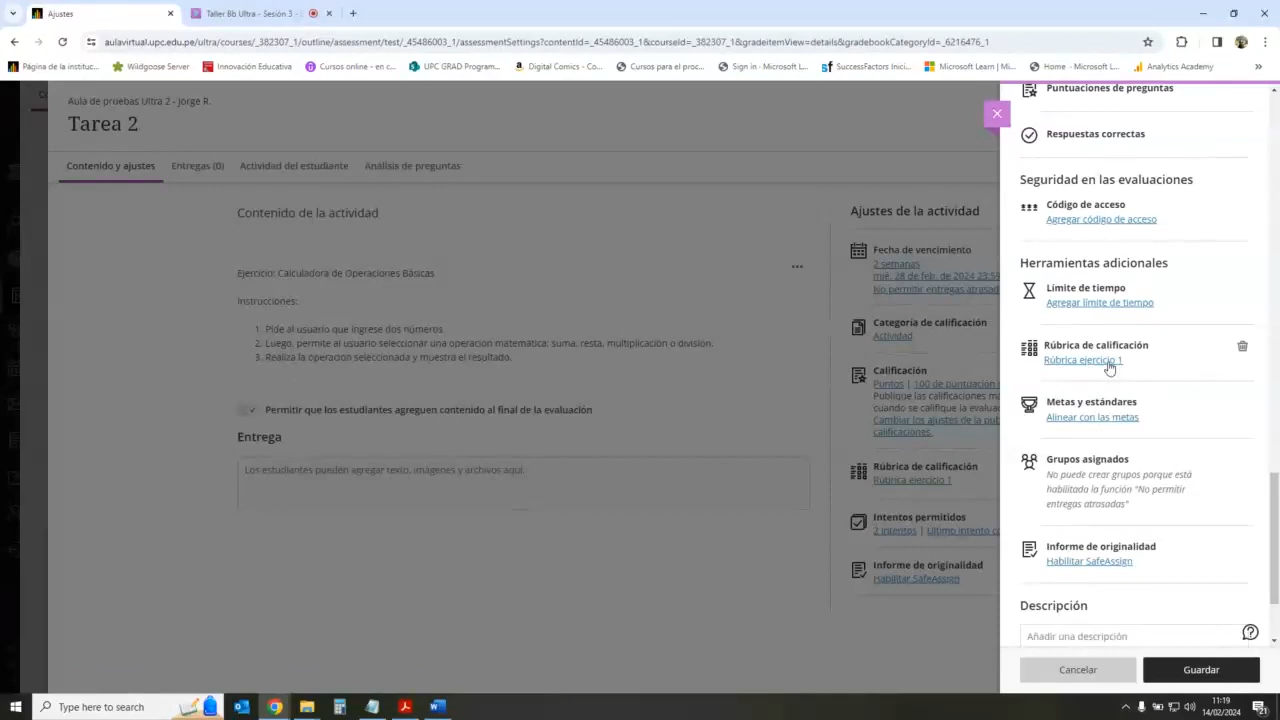 Ajustes
Taller Bb Ultra - Sesión 3 -
aulavirtual.upc.edu.pe/ultra/courses/_382307_1/outline/assessment/test/_45486003_1/assessmentSettings?contentId=_45486003_1&courseId=_382307_1&gradeitemView=details&gradebookCategoryId=_6216476_1
Página de la instituc...
Wildgoose Server
Innovación Educativa
Cursos online - en c...
UPC GRAD Program...
Digital Comics - Co...
Cursos para el proc...
Sign in - Microsoft L...
SuccessFactors Inici...
Microsoft Learn | Mi...
Home - Microsoft L...
Analytics Academy
Aula de pruebas Ultra 2 - Jorge R.
Tarea 2
Contenido y ajustes
Entregas (0)
Actividad del estudiante
Análisis de preguntas
Contenido de la actividad
Ejercicio: Calculadora de Operaciones Básicas
Instrucciones:
1. Pide al usuario que ingrese dos números.
2. Luego, permite al usuario seleccionar una operación matemática: suma, resta, multiplicación o división.
3. Realiza la operación seleccionada y muestra el resultado.
Permitir que los estudiantes agreguen contenido al final de la evaluación
Entrega
Los estudiantes pueden agregar texto, imágenes y archivos aquí.
Ajustes de la actividad
Fecha de vencimiento
2 semanas
mié. 28 de feb. de 2024 23:5
No permitir entregas atrasad
Categoría de calificación
Actividad
Calificación
Puntos | 100 de puntuación
Publique las calificaciones
cuando se califique la evalua
Cambiar los ajustes de la
calificaciones.
Rúbrica de calificación
Rúbrica ejercicio 1
Intentos permitidos
2 intentos | Último intento
Informe de originalidad
Habilitar SafeAssign
Puntuaciones de preguntas
Respuestas correctas
Seguridad en las evaluaciones
Código de acceso
Agregar código de acceso
Herramientas adicionales
Límite de tiempo
Agregar límite de tiempo
Rúbrica de calificación
Rúbrica ejercicio 1
Metas y estándares
Alinear con las metas
Grupos asignados
No puede crear grupos porque está
habilitada la función "No permitir
entregas atrasadas"
Informe de originalidad
Habilitar SafeAssign
Descripción
Añadir una descripción
Cancelar
Guardar
Type here to search
11:19
14/02/2024
21